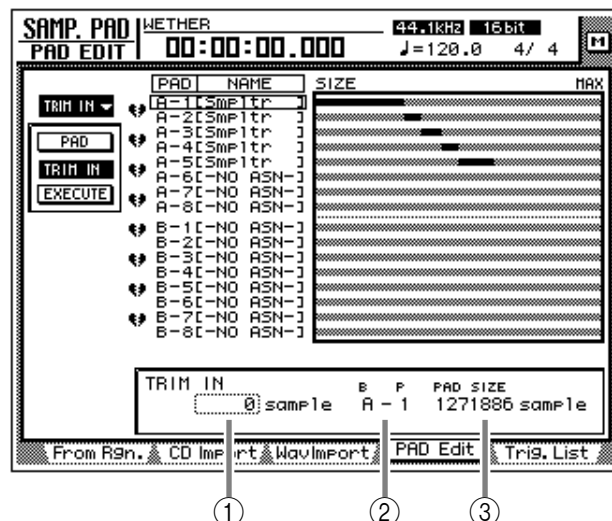 SAMP. PAD WETHER 44.1kHz 16bit
PAD EDIT 00:00:00.000 ♩=120.0 4/ 4 M
PAD NAME SIZE MAX
TRIM IN
PAD
TRIM IN
EXECUTE
A-1[Smpltr ]
A-2[Smpltr ]
A-3[Smpltr ]
A-4[Smpltr ]
A-5[Smpltr ]
A-6[-NO ASN-]
A-7[-NO ASN-]
A-8[-NO ASN-]
B-1[-NO ASN-]
B-2[-NO ASN-]
B-3[-NO ASN-]
B-4[-NO ASN-]
B-5[-NO ASN-]
B-6[-NO ASN-]
B-7[-NO ASN-]
B-8[-NO ASN-]
TRIM IN B P PAD SIZE
0 sample A - 1 1271886 sample
From Rgn. CD Import WavImport PAD Edit Trig. List
① ② ③